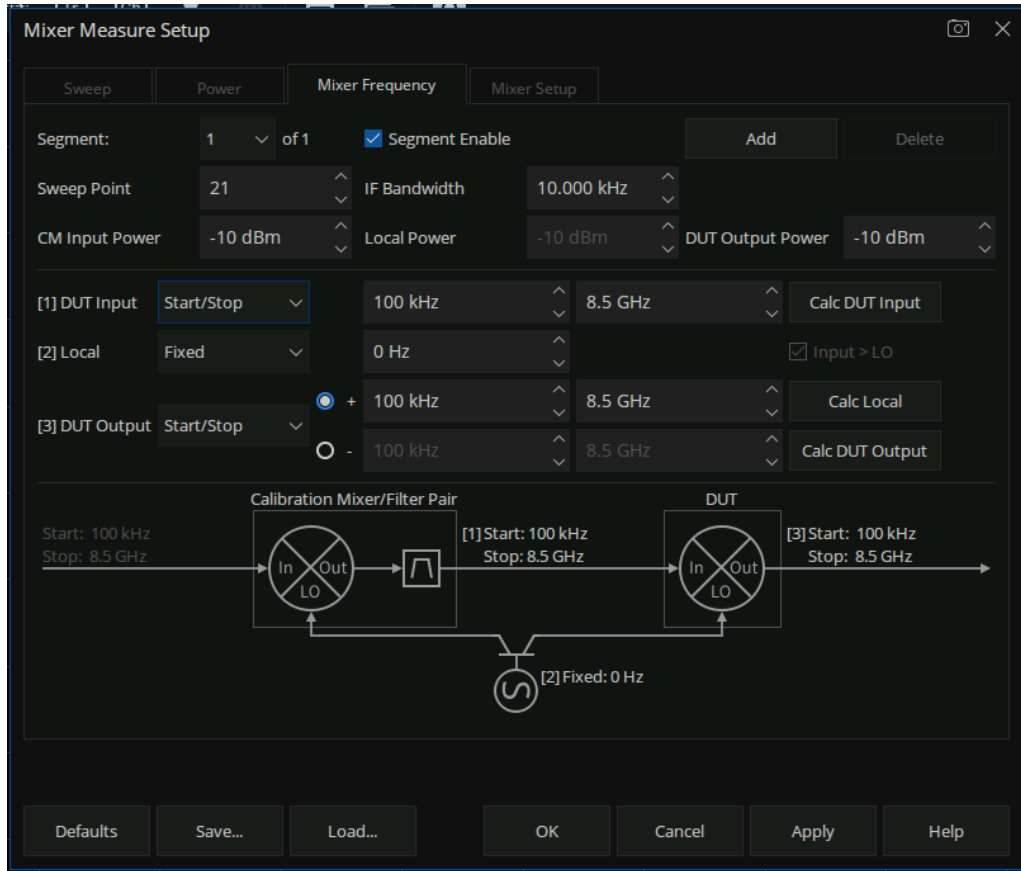 Mixer Measure Setup
Sweep Power Mixer Frequency Mixer Setup
Segment: 1 of 1 Segment Enable Add Delete
Sweep Point 21 IF Bandwidth 10.000 kHz
CM Input Power -10 dBm Local Power -10 dBm DUT Output Power -10 dBm
[1] DUT Input Start/Stop 100 kHz 8.5 GHz Calc DUT Input
[2] Local Fixed 0 Hz Input > LO
+ 100 kHz 8.5 GHz Calc Local
[3] DUT Output Start/Stop
- 100 kHz 8.5 GHz Calc DUT Output
Calibration Mixer/Filter Pair DUT
Start: 100 kHz [1] Start: 100 kHz [3] Start: 100 kHz
Stop: 8.5 GHz Stop: 8.5 GHz Stop: 8.5 GHz
In Out In Out
LO LO
[2] Fixed: 0 Hz
Defaults Save... Load... OK Cancel Apply Help